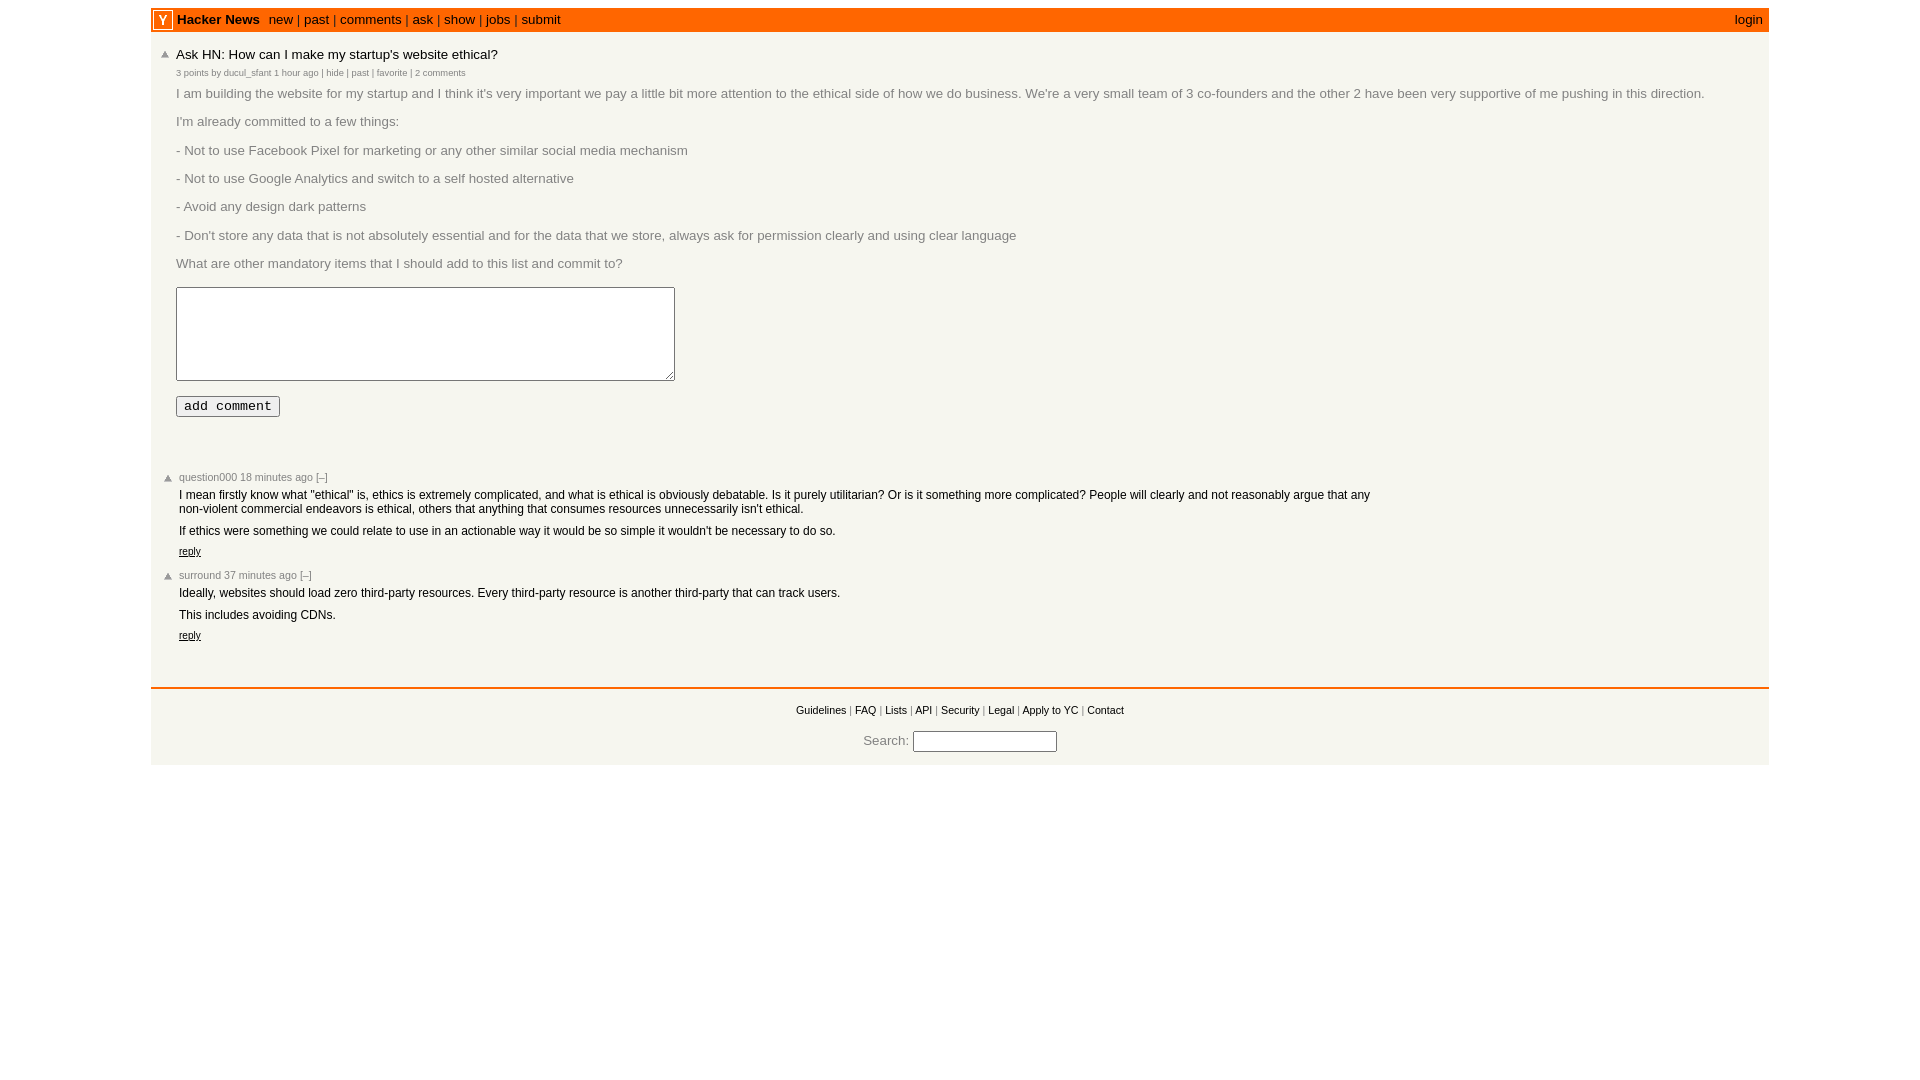 Y Hacker News new | past | comments | ask | show | jobs | submit login
Ask HN: How can I make my startup's website ethical?
3 points by ducul_sfant 1 hour ago | hide | past | favorite | 2 comments
I am building the website for my startup and I think it's very important we pay a little bit more attention to the ethical side of how we do business. We're a very small team of 3 co-founders and the other 2 have been very supportive of me pushing in this direction.
I'm already committed to a few things:
- Not to use Facebook Pixel for marketing or any other similar social media mechanism
- Not to use Google Analytics and switch to a self hosted alternative
- Avoid any design dark patterns
- Don't store any data that is not absolutely essential and for the data that we store, always ask for permission clearly and using clear language
What are other mandatory items that I should add to this list and commit to?
add comment
question000 18 minutes ago [–]
I mean firstly know what "ethical" is, ethics is extremely complicated, and what is ethical is obviously debatable. Is it purely utilitarian? Or is it something more complicated? People will clearly and not reasonably argue that any
non-violent commercial endeavors is ethical, others that anything that consumes resources unnecessarily isn't ethical.
If ethics were something we could relate to use in an actionable way it would be so simple it wouldn't be necessary to do so.
reply
surround 37 minutes ago [–]
Ideally, websites should load zero third-party resources. Every third-party resource is another third-party that can track users.
This includes avoiding CDNs.
reply
Guidelines | FAQ | Lists | API | Security | Legal | Apply to YC | Contact
Search: